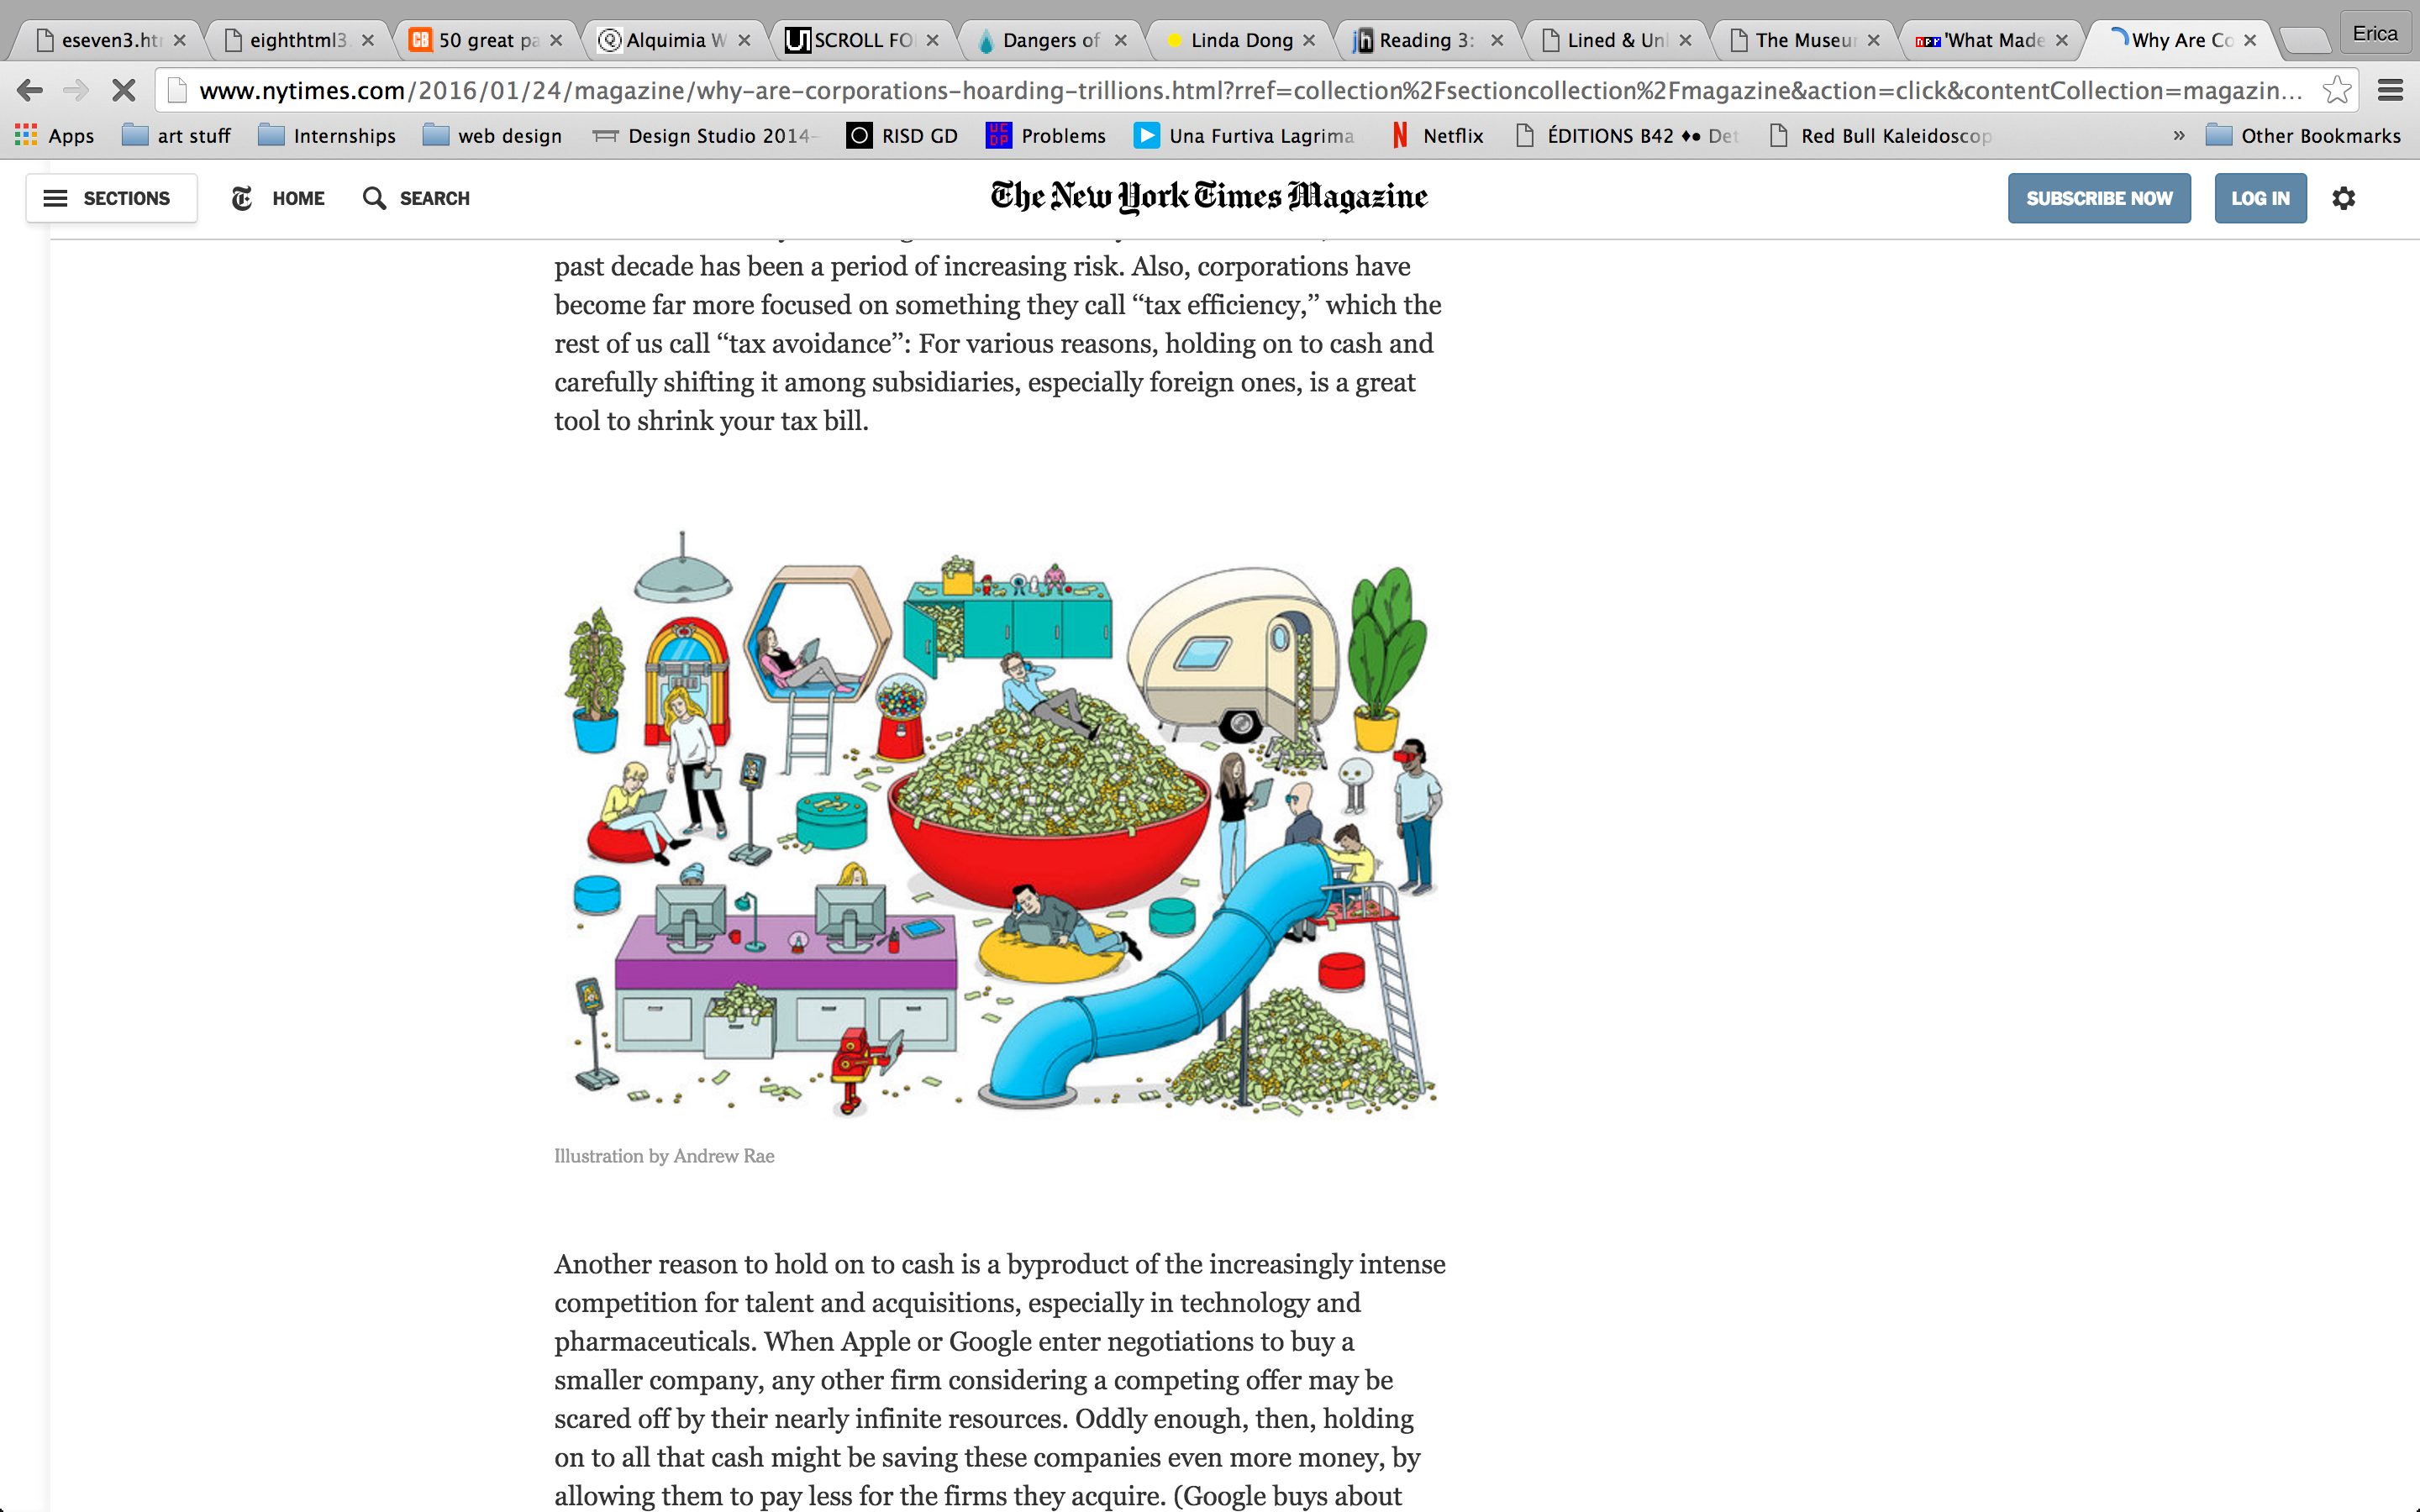 eseven3.ht
eighthtml3
50 great pa
Alquimia W
SCROLL FO
Dangers of
Linda Dong
Reading 3:
Lined & Unl
The Museu
'What Made
Why Are Co
Erica
www.nytimes.com/2016/01/24/magazine/why-are-corporations-hoarding-trillions.html?rref=collection%2Fsectioncollection%2Fmagazine&action=click&contentCollection=magazin...
Apps
art stuff
Internships
web design
Design Studio 2014-
RISD GD
Problems
Una Furtiva Lagrima
Netflix
ÉDITIONS B42 ♦● Det
Red Bull Kaleidoscop
»
Other Bookmarks
SECTIONS
HOME
SEARCH
The New York Times Magazine
SUBSCRIBE NOW
LOG IN
past decade has been a period of increasing risk. Also, corporations have
become far more focused on something they call “tax efficiency,” which the
rest of us call “tax avoidance”: For various reasons, holding on to cash and
carefully shifting it among subsidiaries, especially foreign ones, is a great
tool to shrink your tax bill.
Illustration by Andrew Rae
Another reason to hold on to cash is a byproduct of the increasingly intense
competition for talent and acquisitions, especially in technology and
pharmaceuticals. When Apple or Google enter negotiations to buy a
smaller company, any other firm considering a competing offer may be
scared off by their nearly infinite resources. Oddly enough, then, holding
on to all that cash might be saving these companies even more money, by
allowing them to pay less for the firms they acquire. (Google buys about